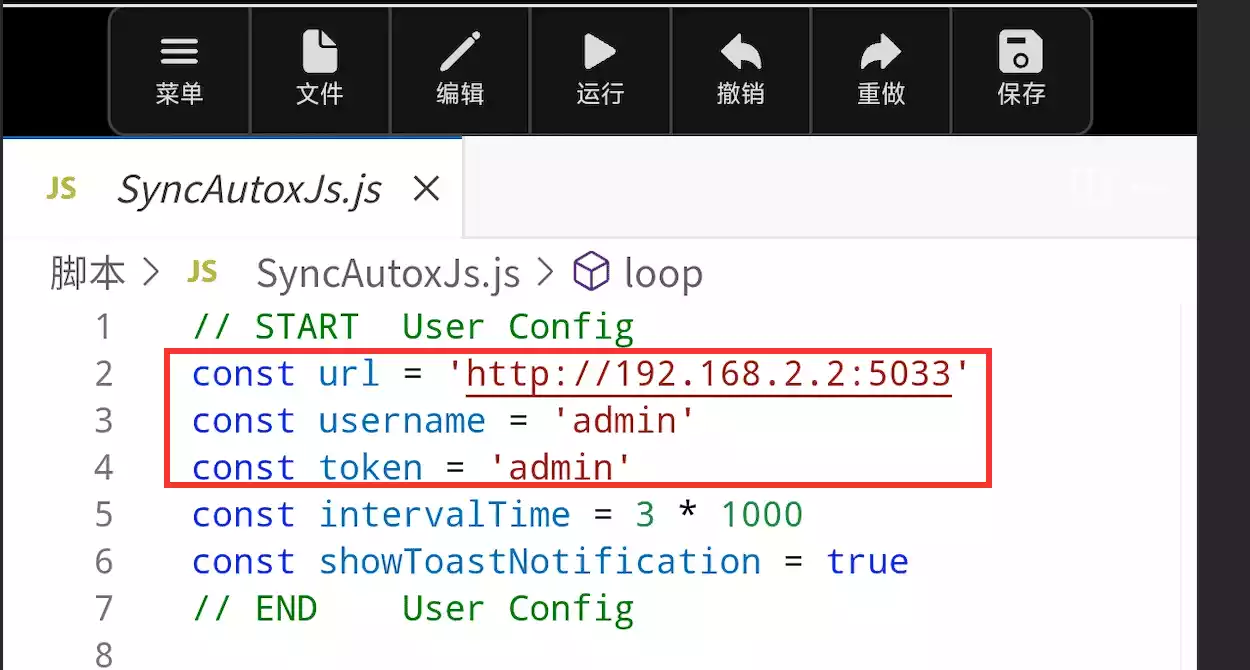 菜单 文件 编辑 运行 撤销 重做 保存
JS SyncAutoxJs.js
脚本 > JS SyncAutoxJs.js > loop
1 // START  User Config
2 const url = 'http://192.168.2.2:5033'
3 const username = 'admin'
4 const token = 'admin'
5 const intervalTime = 3 * 1000
6 const showToastNotification = true
7 // END    User Config
8